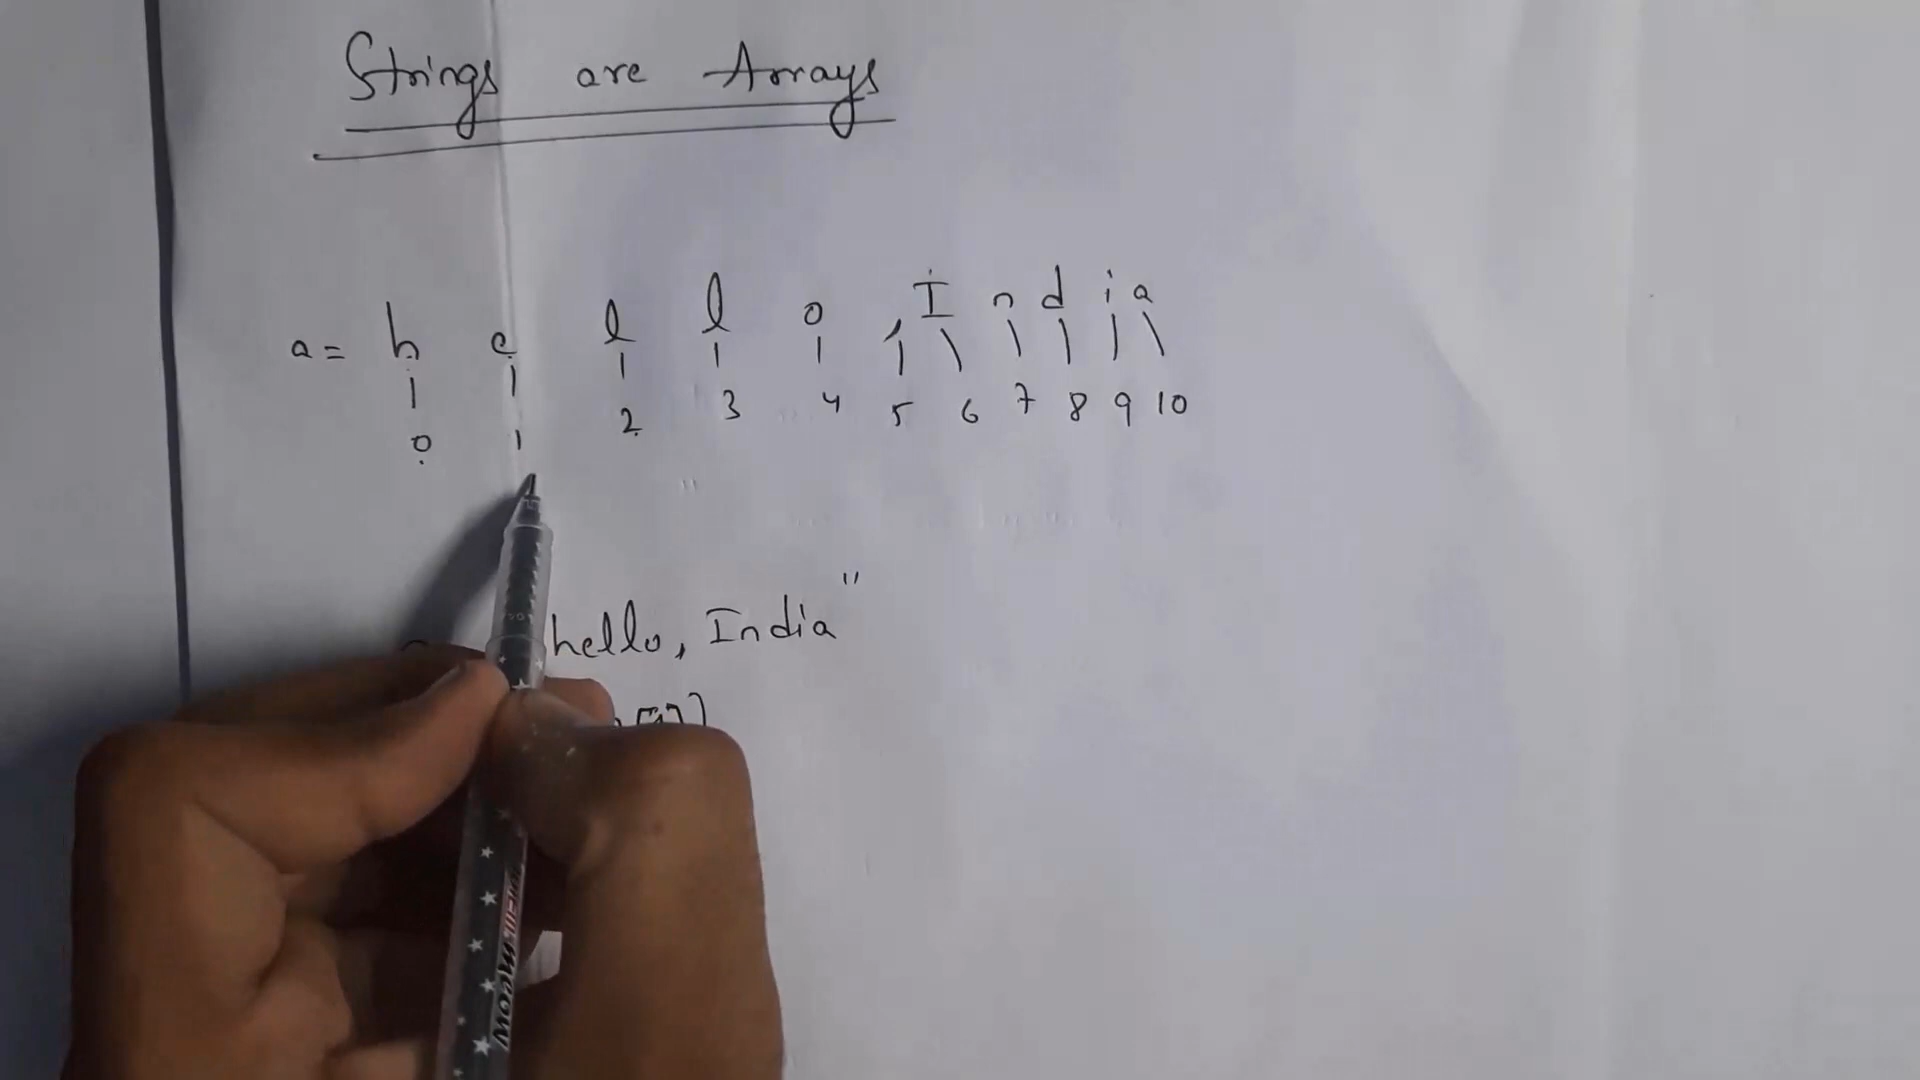 Strings are Arrays
a = h e l l o , I n d i a
0 1 2 3 4 5 6 7 8 9 10
hello, India"